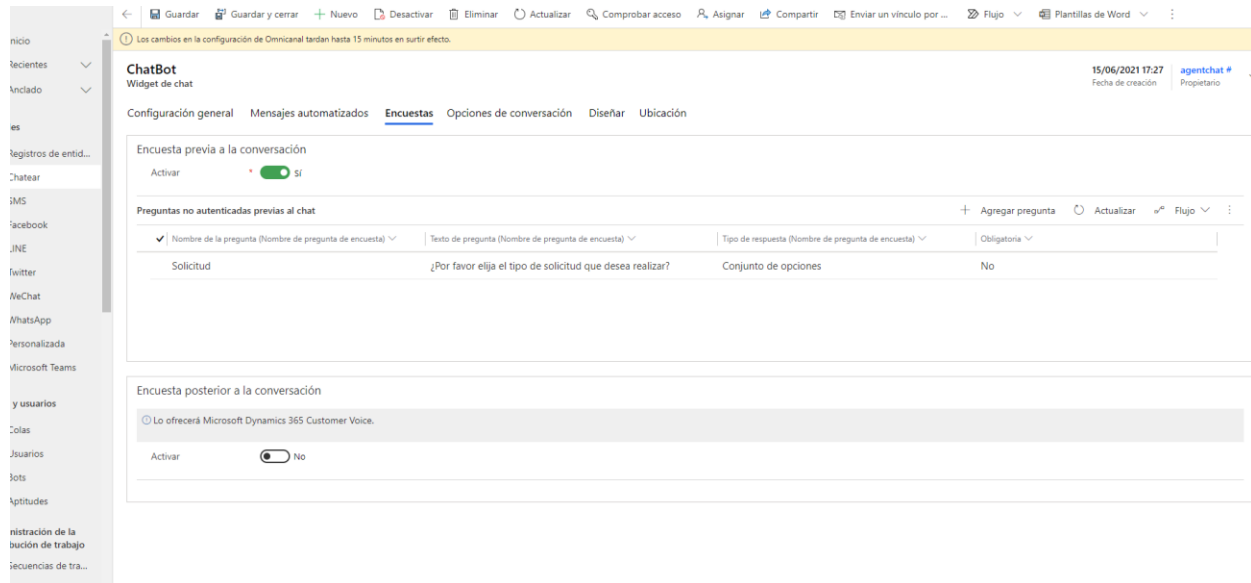 Guardar Guardar y cerrar Nuevo Desactivar Eliminar Actualizar Comprobar acceso Asignar Compartir Enviar un vínculo por ... Flujo Plantillas de Word
Los cambios en la configuración de Omnicanal tardan hasta 15 minutos en surtir efecto.
nicio
Recientes
Anclado
es
Registros de entid...
Chatear
SMS
Facebook
LINE
Twitter
WeChat
WhatsApp
Personalizada
Microsoft Teams
y usuarios
Colas
Usuarios
Bots
Aptitudes
nistración de la
bución de trabajo
Secuencias de tra...
ChatBot
Widget de chat
15/06/2021 17:27
Fecha de creación
agentchat #
Propietario
Configuración general Mensajes automatizados Encuestas Opciones de conversación Diseñar Ubicación
Encuesta previa a la conversación
Activar * Sí
Preguntas no autenticadas previas al chat
Agregar pregunta Actualizar Flujo
Nombre de la pregunta (Nombre de pregunta de encuesta) Texto de pregunta (Nombre de pregunta de encuesta) Tipo de respuesta (Nombre de pregunta de encuesta) Obligatoria
Solicitud ¿Por favor elija el tipo de solicitud que desea realizar? Conjunto de opciones No
Encuesta posterior a la conversación
Lo ofrecerá Microsoft Dynamics 365 Customer Voice.
Activar No